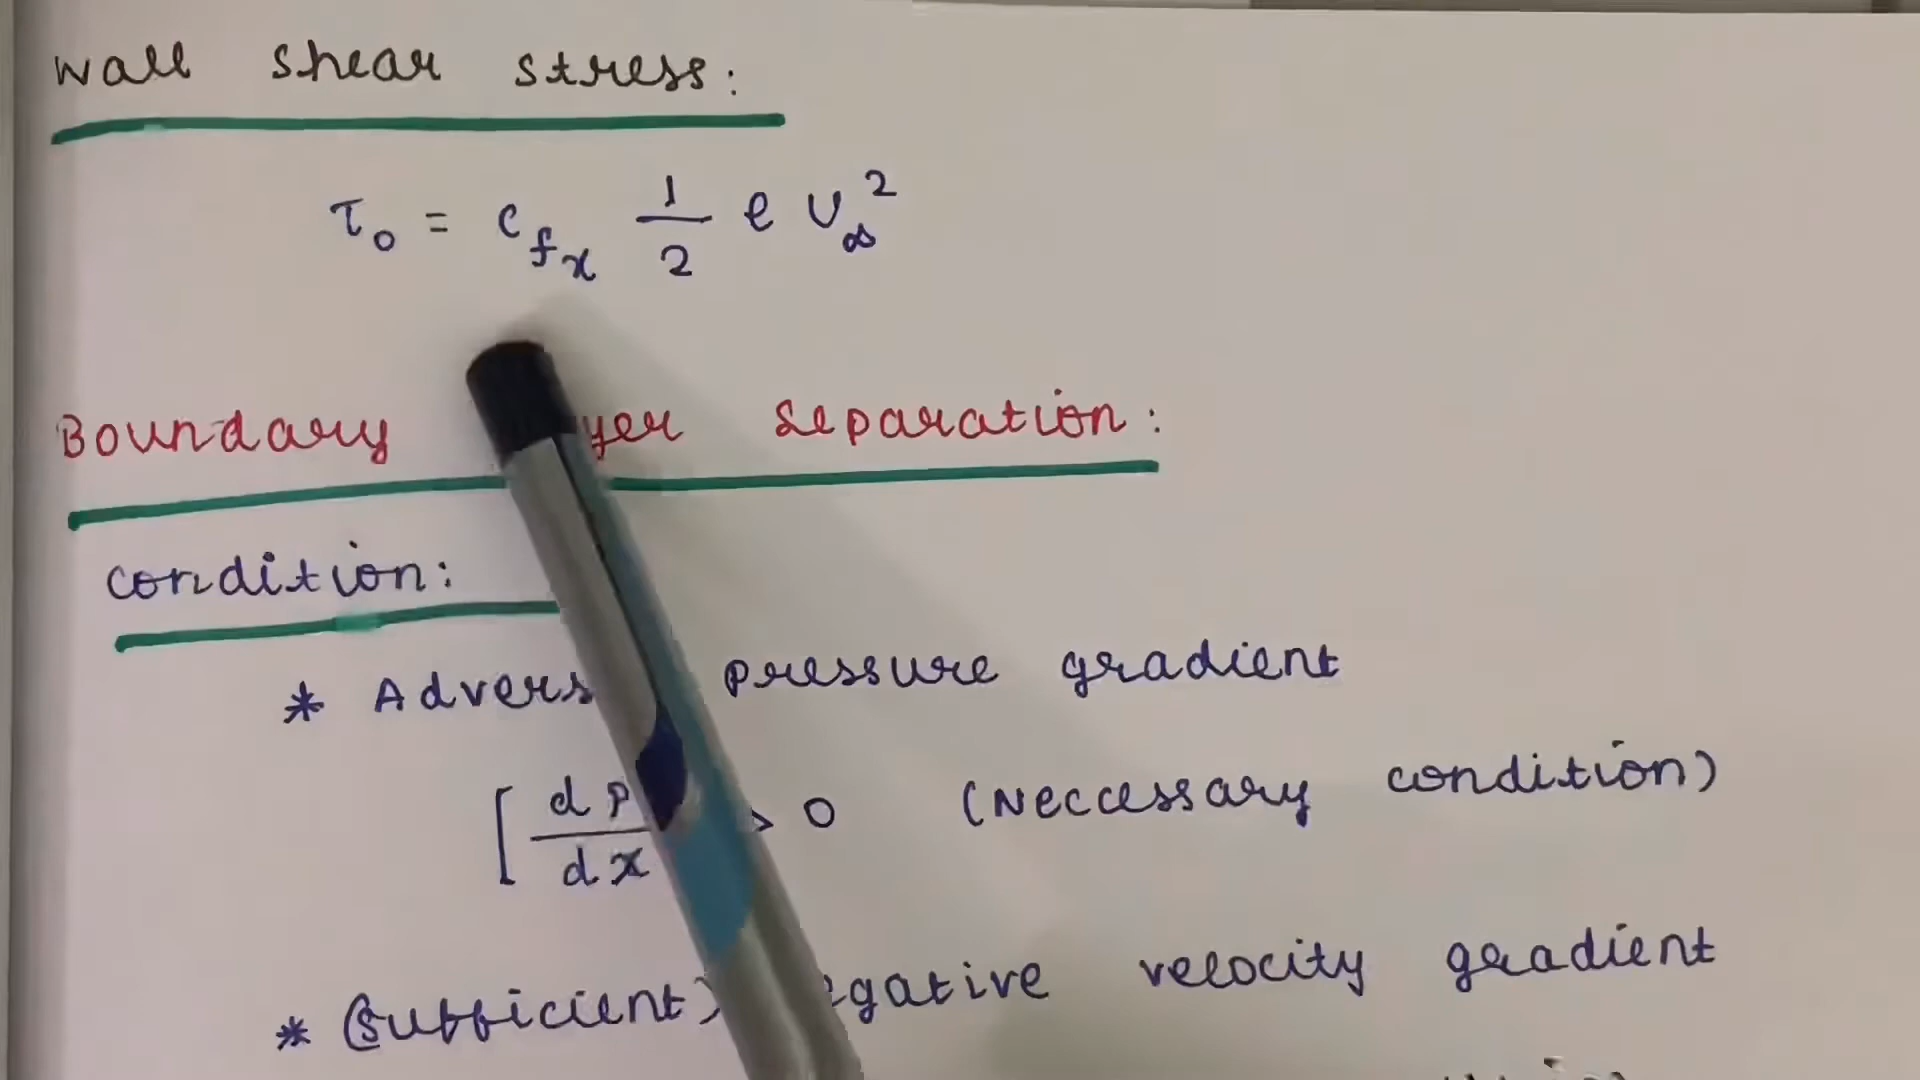 Wall shear stress:
τ₀ = C_fx 1/2 ρ U∞²
Boundary yer Separation:
condition:
* Advers pressure gradient
[dp/dx > 0 (Neccessary condition)
* (Sufficient) egative velocity gradient